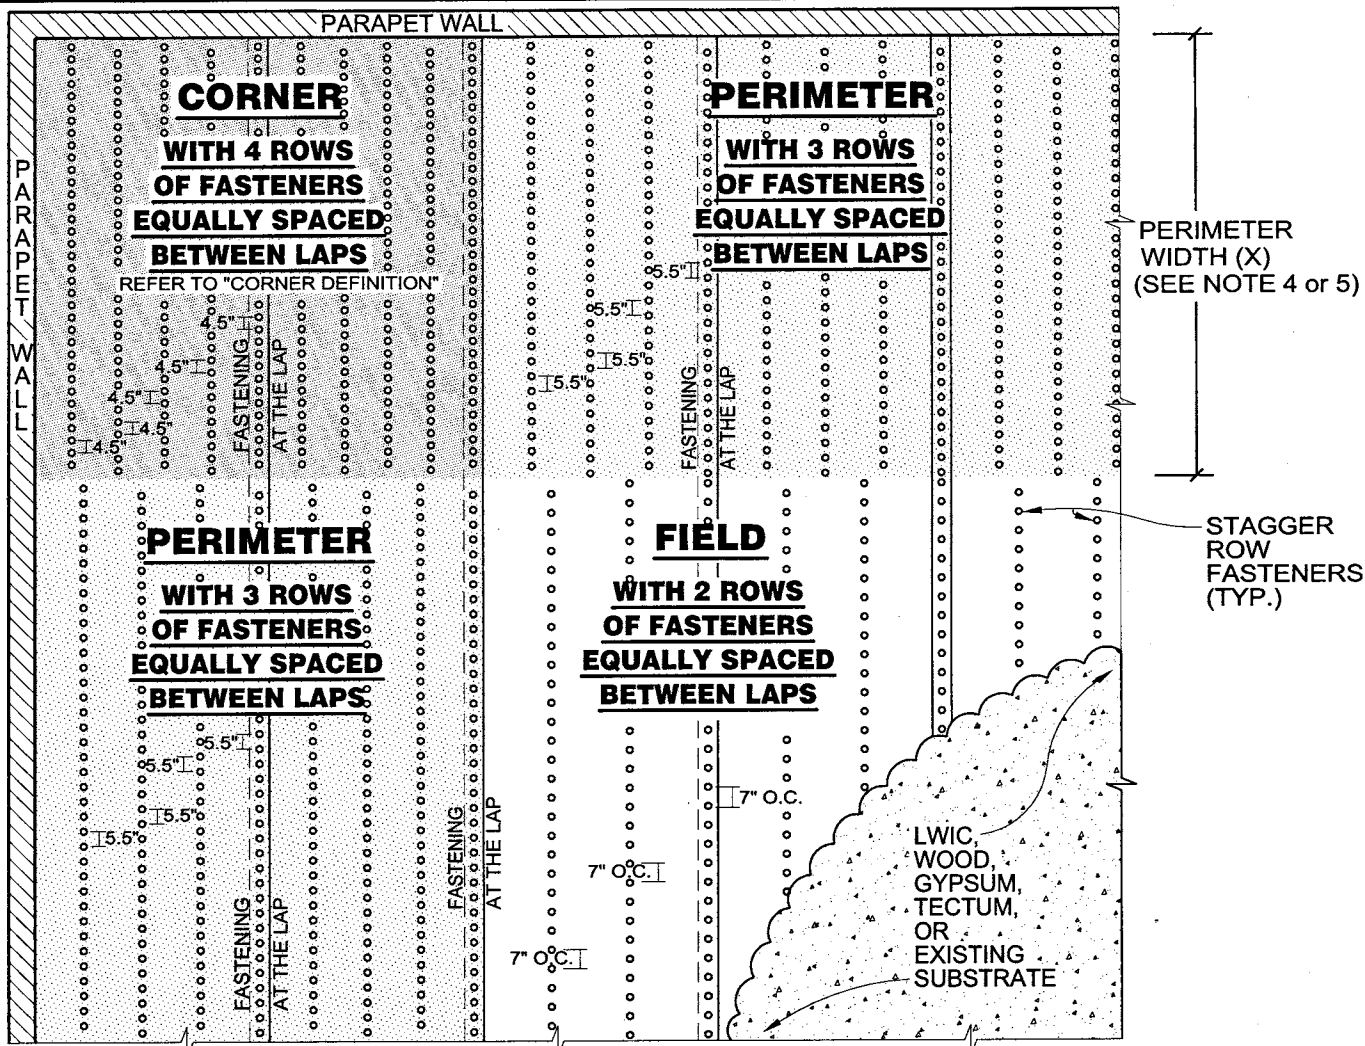 PARAPET WALL
PARAPET WALL
CORNER
WITH 4 ROWS
OF FASTENERS
EQUALLY SPACED
BETWEEN LAPS
REFER TO "CORNER DEFINITION"
4.5"
4.5"
4.5"
4.5"
4.5"
FASTENING
AT THE LAP
PERIMETER
WITH 3 ROWS
OF FASTENERS
EQUALLY SPACED
BETWEEN LAPS
5.5"
5.5"
5.5"
5.5"
FASTENING
AT THE LAP
PERIMETER
WIDTH (X)
(SEE NOTE 4 or 5)
PERIMETER
WITH 3 ROWS
OF FASTENERS
EQUALLY SPACED
BETWEEN LAPS
5.5"
5.5"
5.5"
5.5"
FASTENING
AT THE LAP
FASTENING
AT THE LAP
FIELD
WITH 2 ROWS
OF FASTENERS
EQUALLY SPACED
BETWEEN LAPS
7" O.C.
7" O.C.
7" O.C.
STAGGER
ROW
FASTENERS
(TYP.)
LWIC,
WOOD,
GYPSUM,
TECTUM,
OR
EXISTING
SUBSTRATE